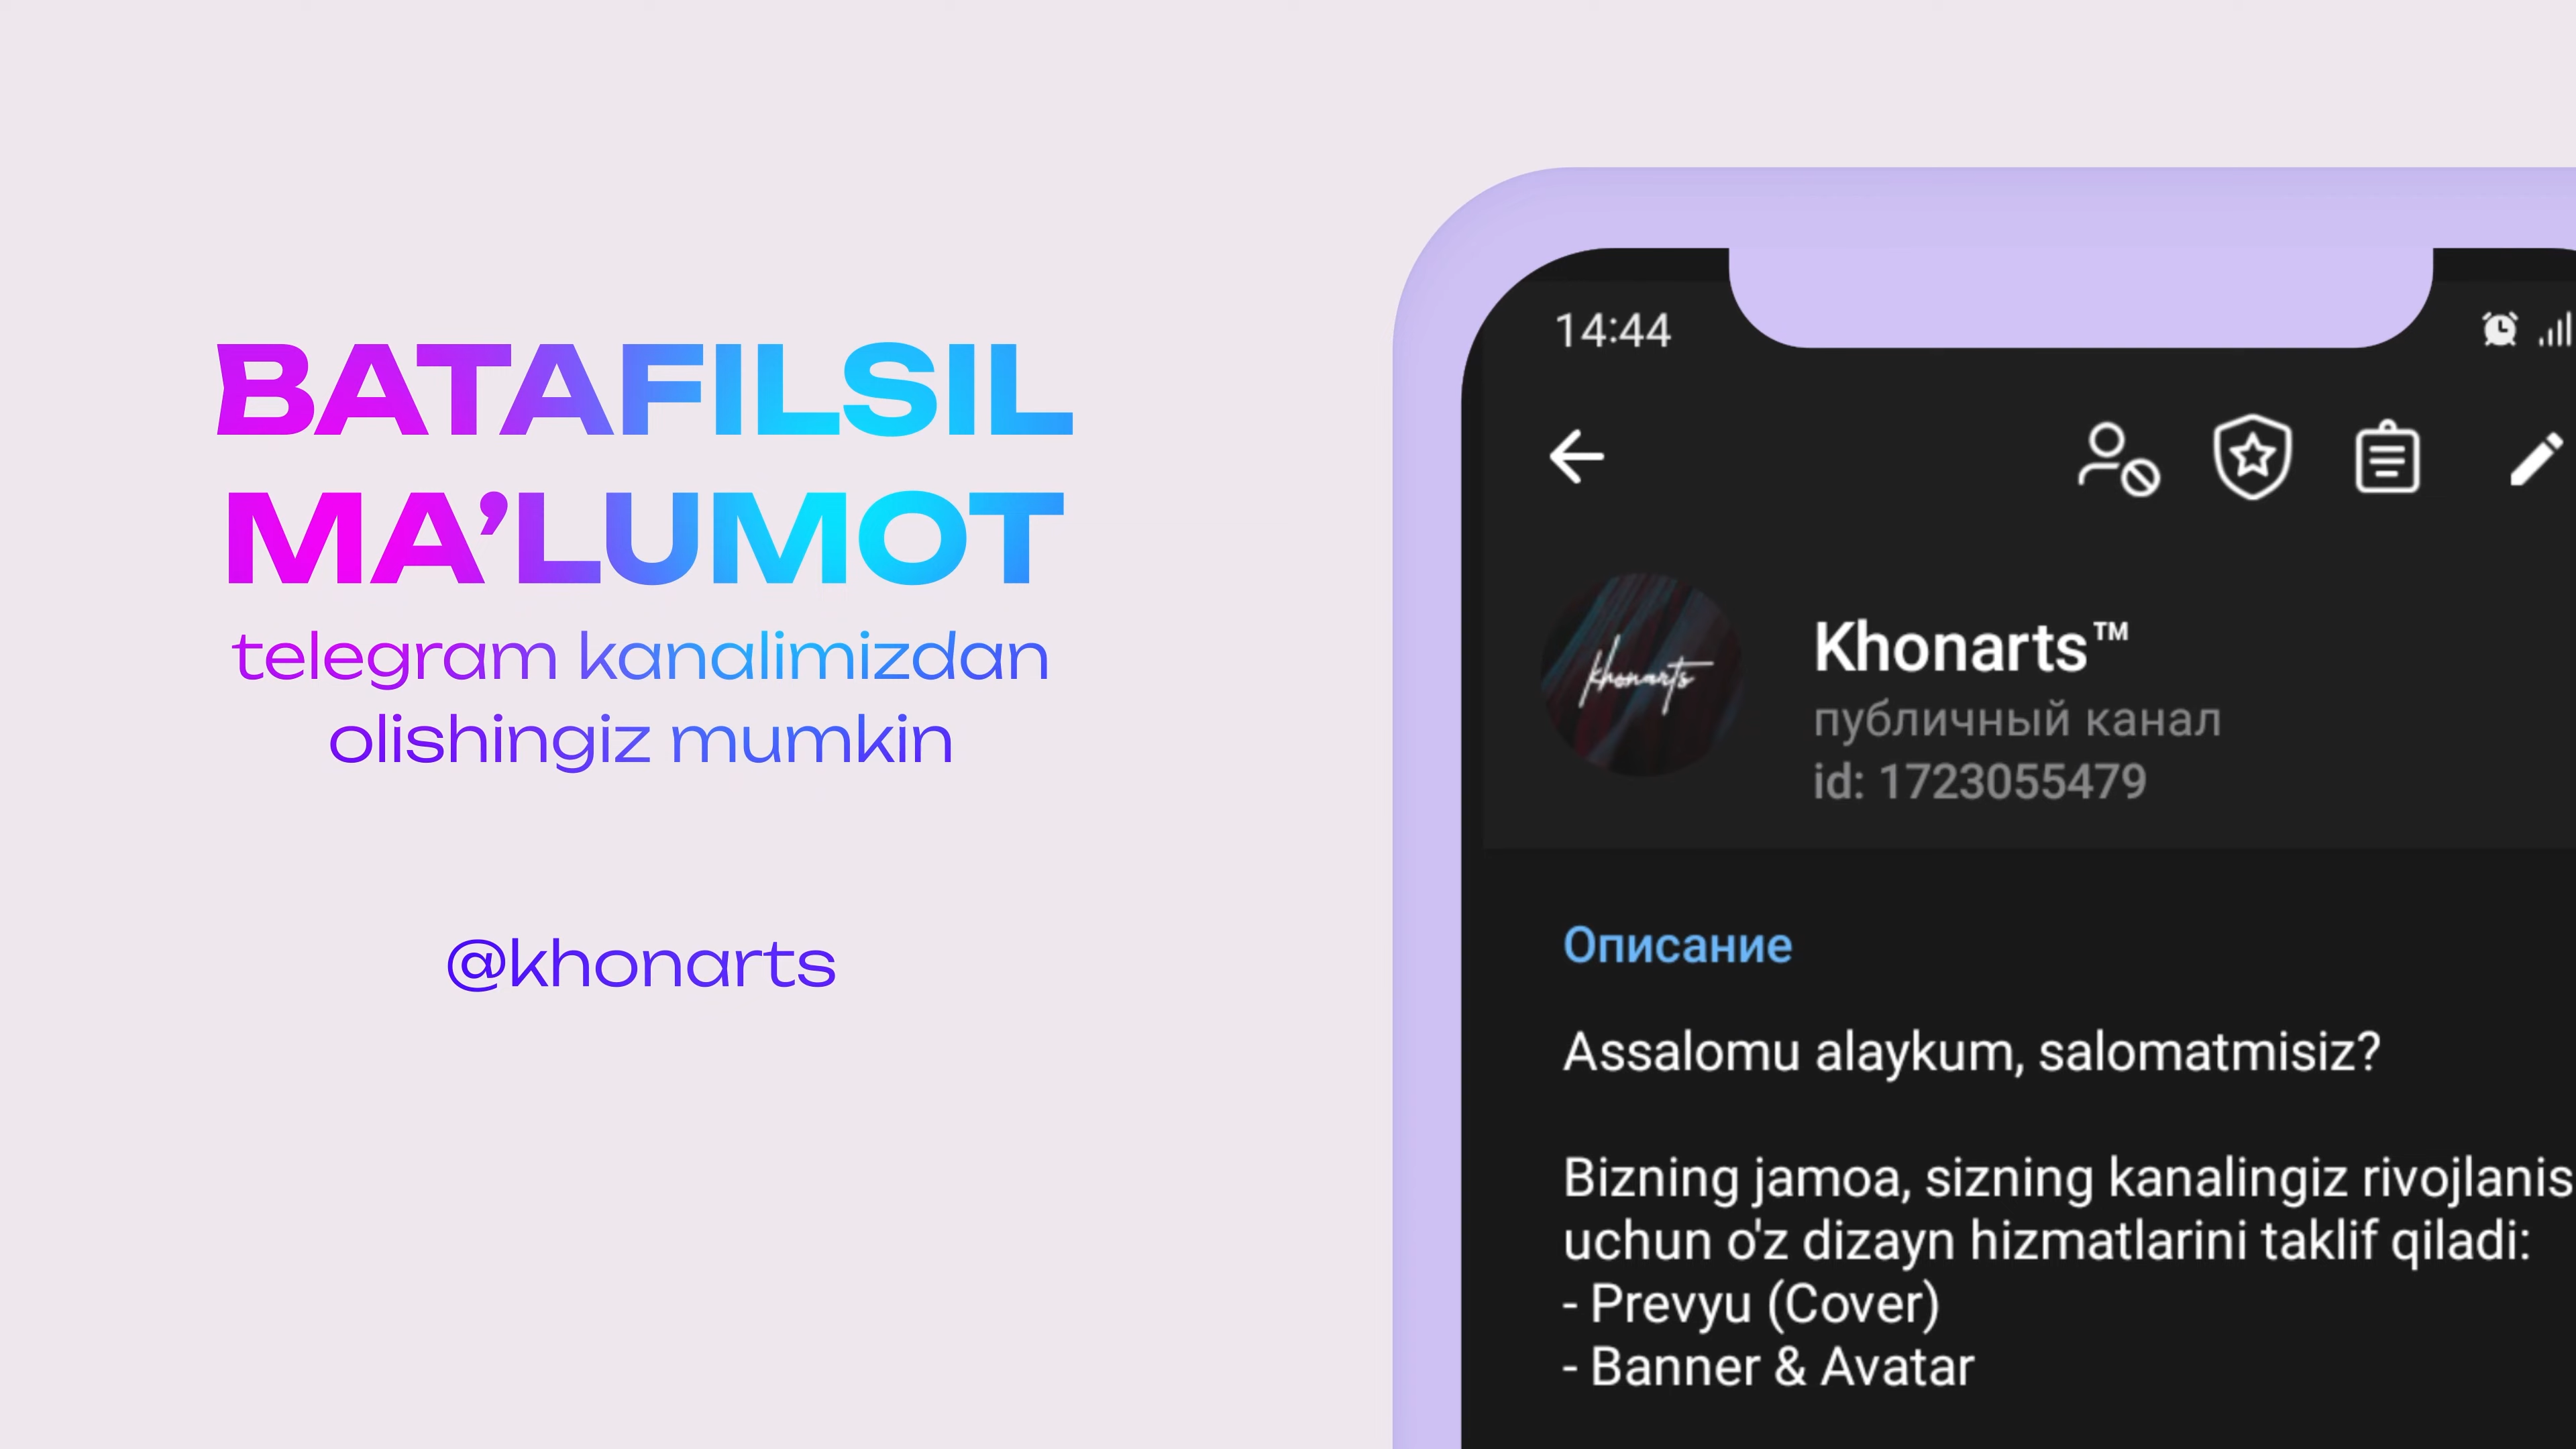 BATAFILSIL
MA’LUMOT
telegram kanalimizdan
olishingiz mumkin
@khonarts
14:44
khonarts
Khonarts™
публичный канал
id: 1723055479
Описание
Assalomu alaykum, salomatmisiz?
Bizning jamoa, sizning kanalingiz rivojlanis
uchun o'z dizayn hizmatlarini taklif qiladi:
- Prevyu (Cover)
- Banner & Avatar